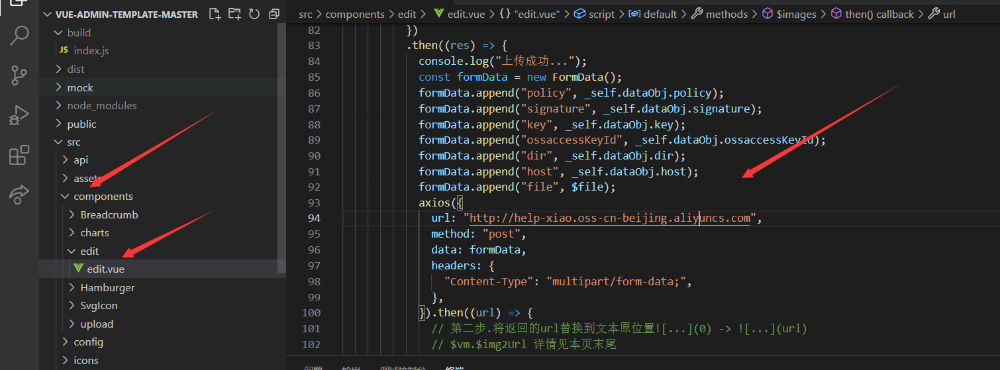 VUE-ADMIN-TEMPLATE-MASTER
build
JS index.js
dist
mock
node_modules
public
src
api
assets
components
Breadcrumb
charts
edit
edit.vue
Hamburger
SvgIcon
upload
config
icons
src > components > edit > edit.vue > {} "edit.vue" > script > default > methods > $images > then() callback > url
82 })
83 .then((res) => {
84 console.log("上传成功...");
85 const formData = new FormData();
86 formData.append("policy", _self.dataObj.policy);
87 formData.append("signature", _self.dataObj.signature);
88 formData.append("key", _self.dataObj.key);
89 formData.append("ossaccessKeyId", _self.dataObj.ossaccessKeyId);
90 formData.append("dir", _self.dataObj.dir);
91 formData.append("host", _self.dataObj.host);
92 formData.append("file", $file);
93 axios({
94 url: "http://help-xiao.oss-cn-beijing.aliyuncs.com",
95 method: "post",
96 data: formData,
97 headers: {
98 "Content-Type": "multipart/form-data;",
99 },
100 }).then((url) => {
101 // 第二步.将返回的url替换到文本原位置![...](0) -> ![...](url)
102 // $vm.$img2Url 详情见本页末尾
问题 输出 调试控制台 终端